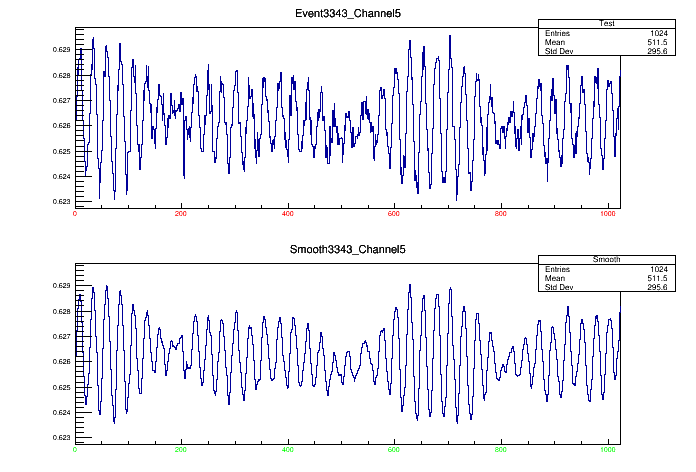 Event3343_Channel5
Test
Entries 1024
Mean 511.5
Std Dev 295.6
0.629
0.628
0.627
0.626
0.625
0.624
0.623
0 200 400 600 800 1000
Smooth3343_Channel5
Smooth
Entries 1024
Mean 511.5
Std Dev 295.6
0.629
0.628
0.627
0.626
0.625
0.624
0.623
0 200 400 600 800 1000